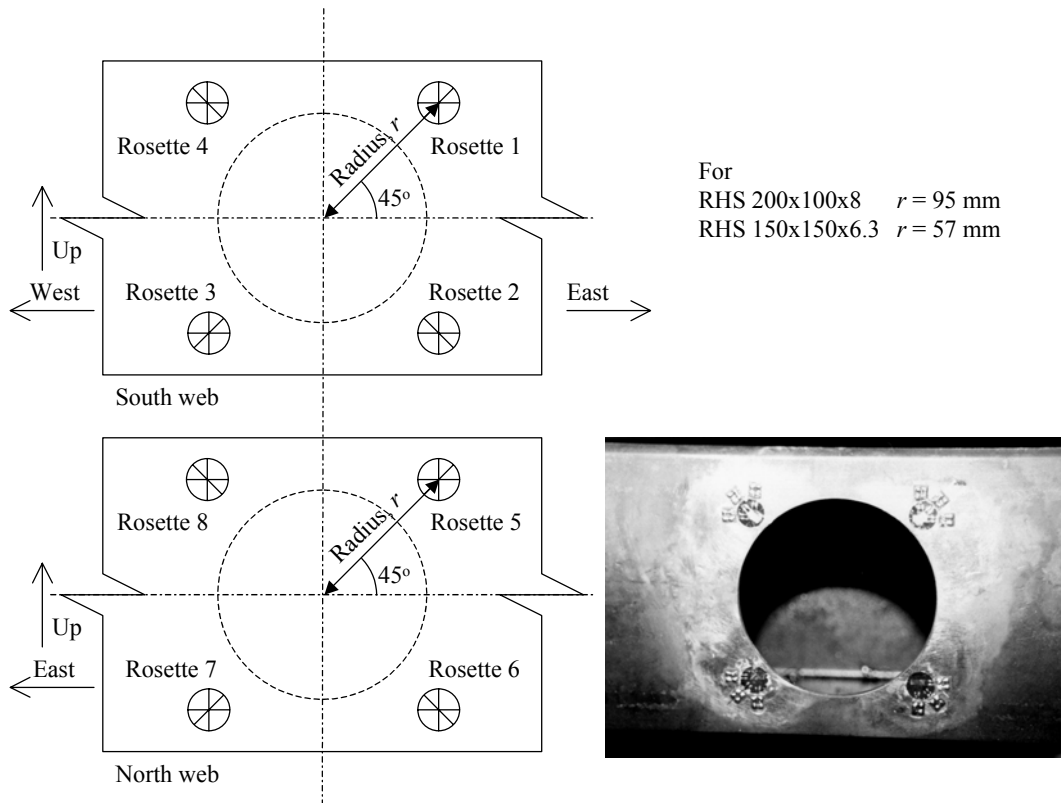 Rosette 4
Rosette 1
Radius, r
45°
For
RHS 200x100x8 r = 95 mm
RHS 150x150x6.3 r = 57 mm
Up
West
Rosette 3
Rosette 2
East
South web
Rosette 8
Rosette 5
Radius, r
45°
Up
East
Rosette 7
Rosette 6
North web